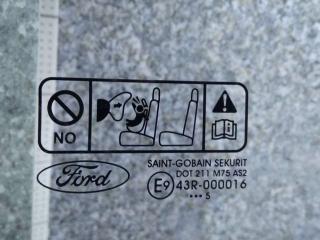 NO
SAINT-GOBAIN SEKURIT
DOT 211 M75 AS2
Ford
E9 43R-000016
••• 5